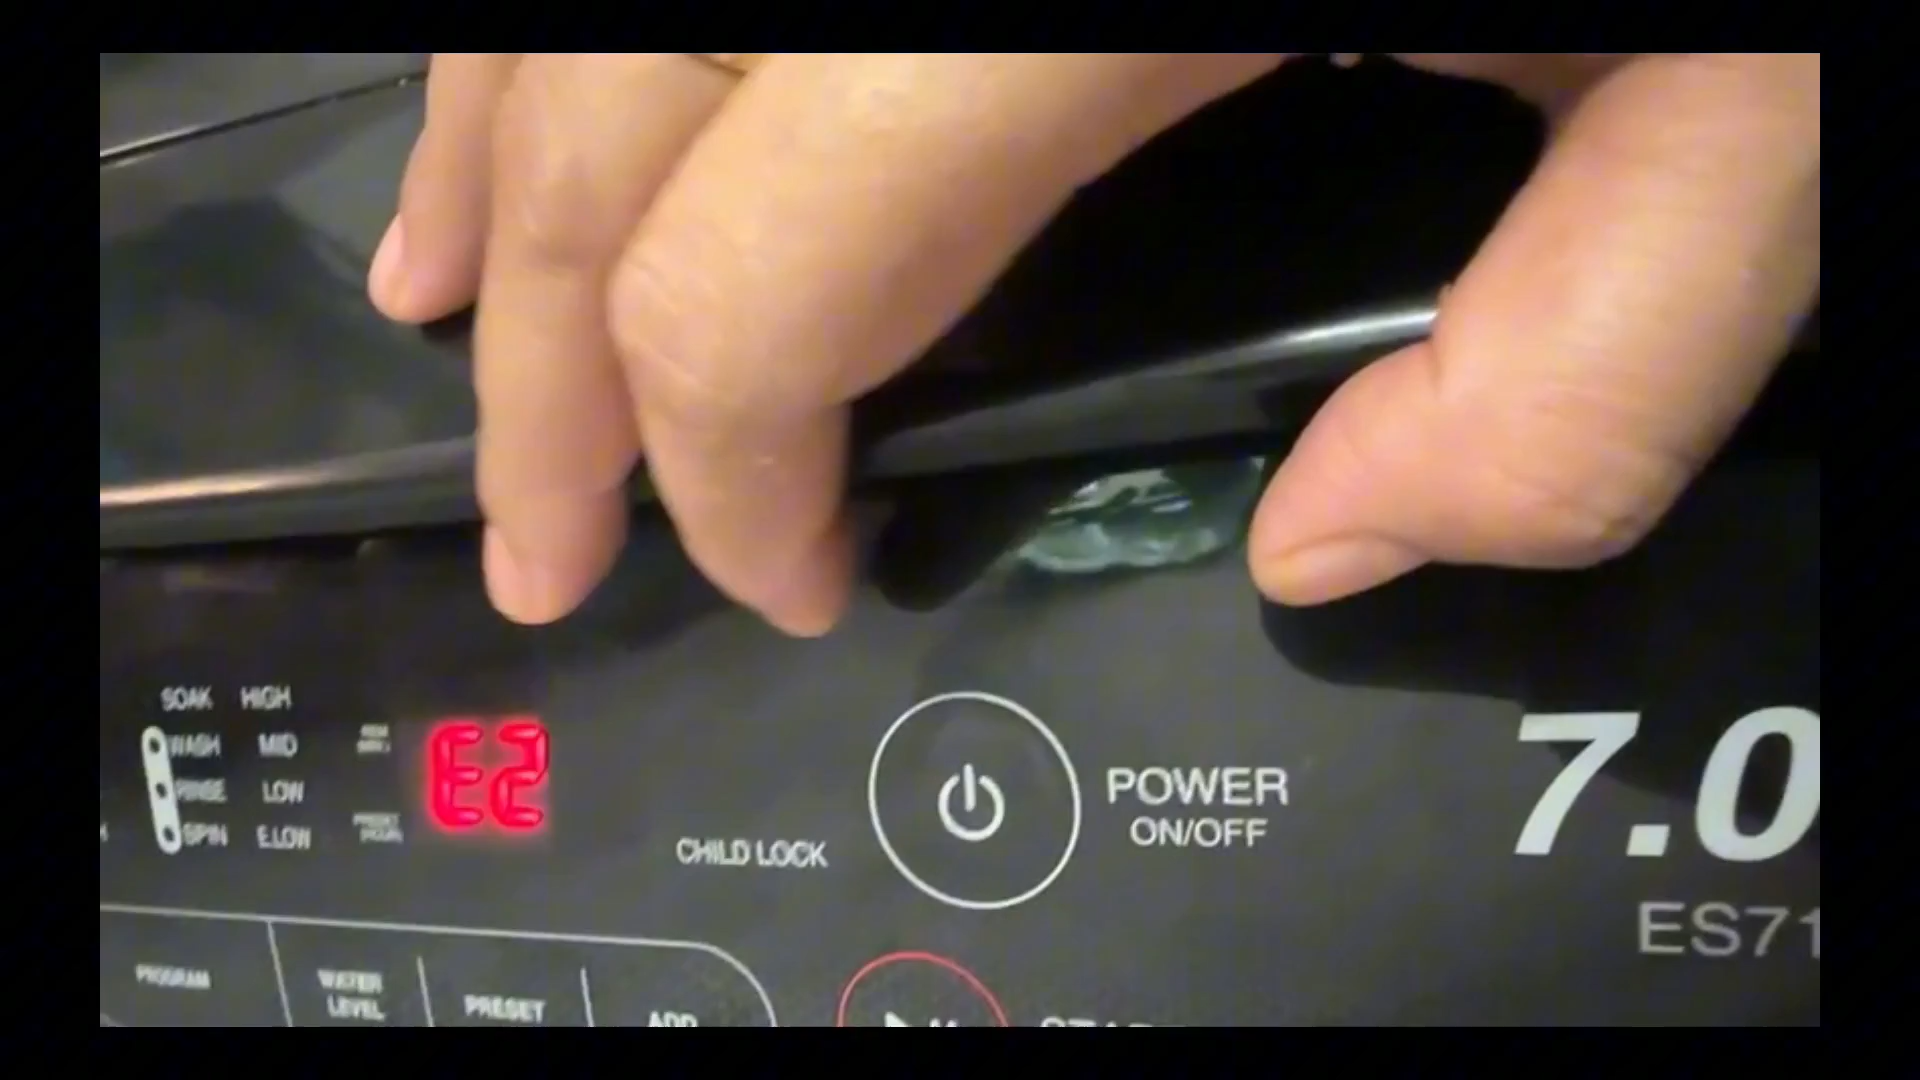 SOAK HIGH
WASH MID
RINSE LOW
SPIN E.LOW
E2
CHILD LOCK
POWER
ON/OFF
7.0
ES71
PROGRAM
WATER
LEVEL
PRESET